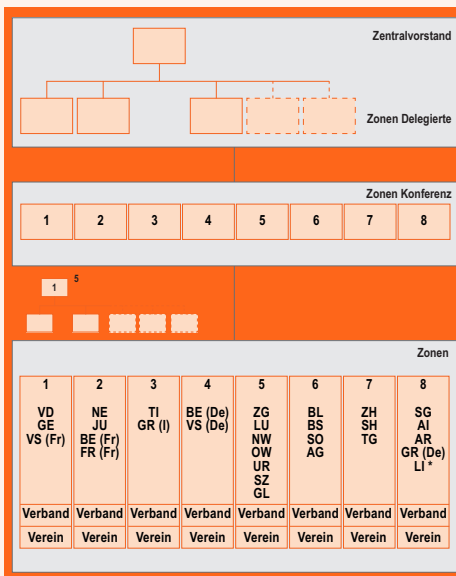 Zentralvorstand
Zonen Delegierte
Zonen Konferenz
1 2 3 4 5 6 7 8
1 5
Zonen
1 2 3 4 5 6 7 8
VD NE TI BE (De) ZG BL ZH SG
GE JU GR (I) VS (De) LU BS SH AI
VS (Fr) BE (Fr) NW SO TG AR
FR (Fr) OW AG GR (De)
UR LI *
SZ
GL
Verband Verband Verband Verband Verband Verband Verband Verband
Verein Verein Verein Verein Verein Verein Verein Verein